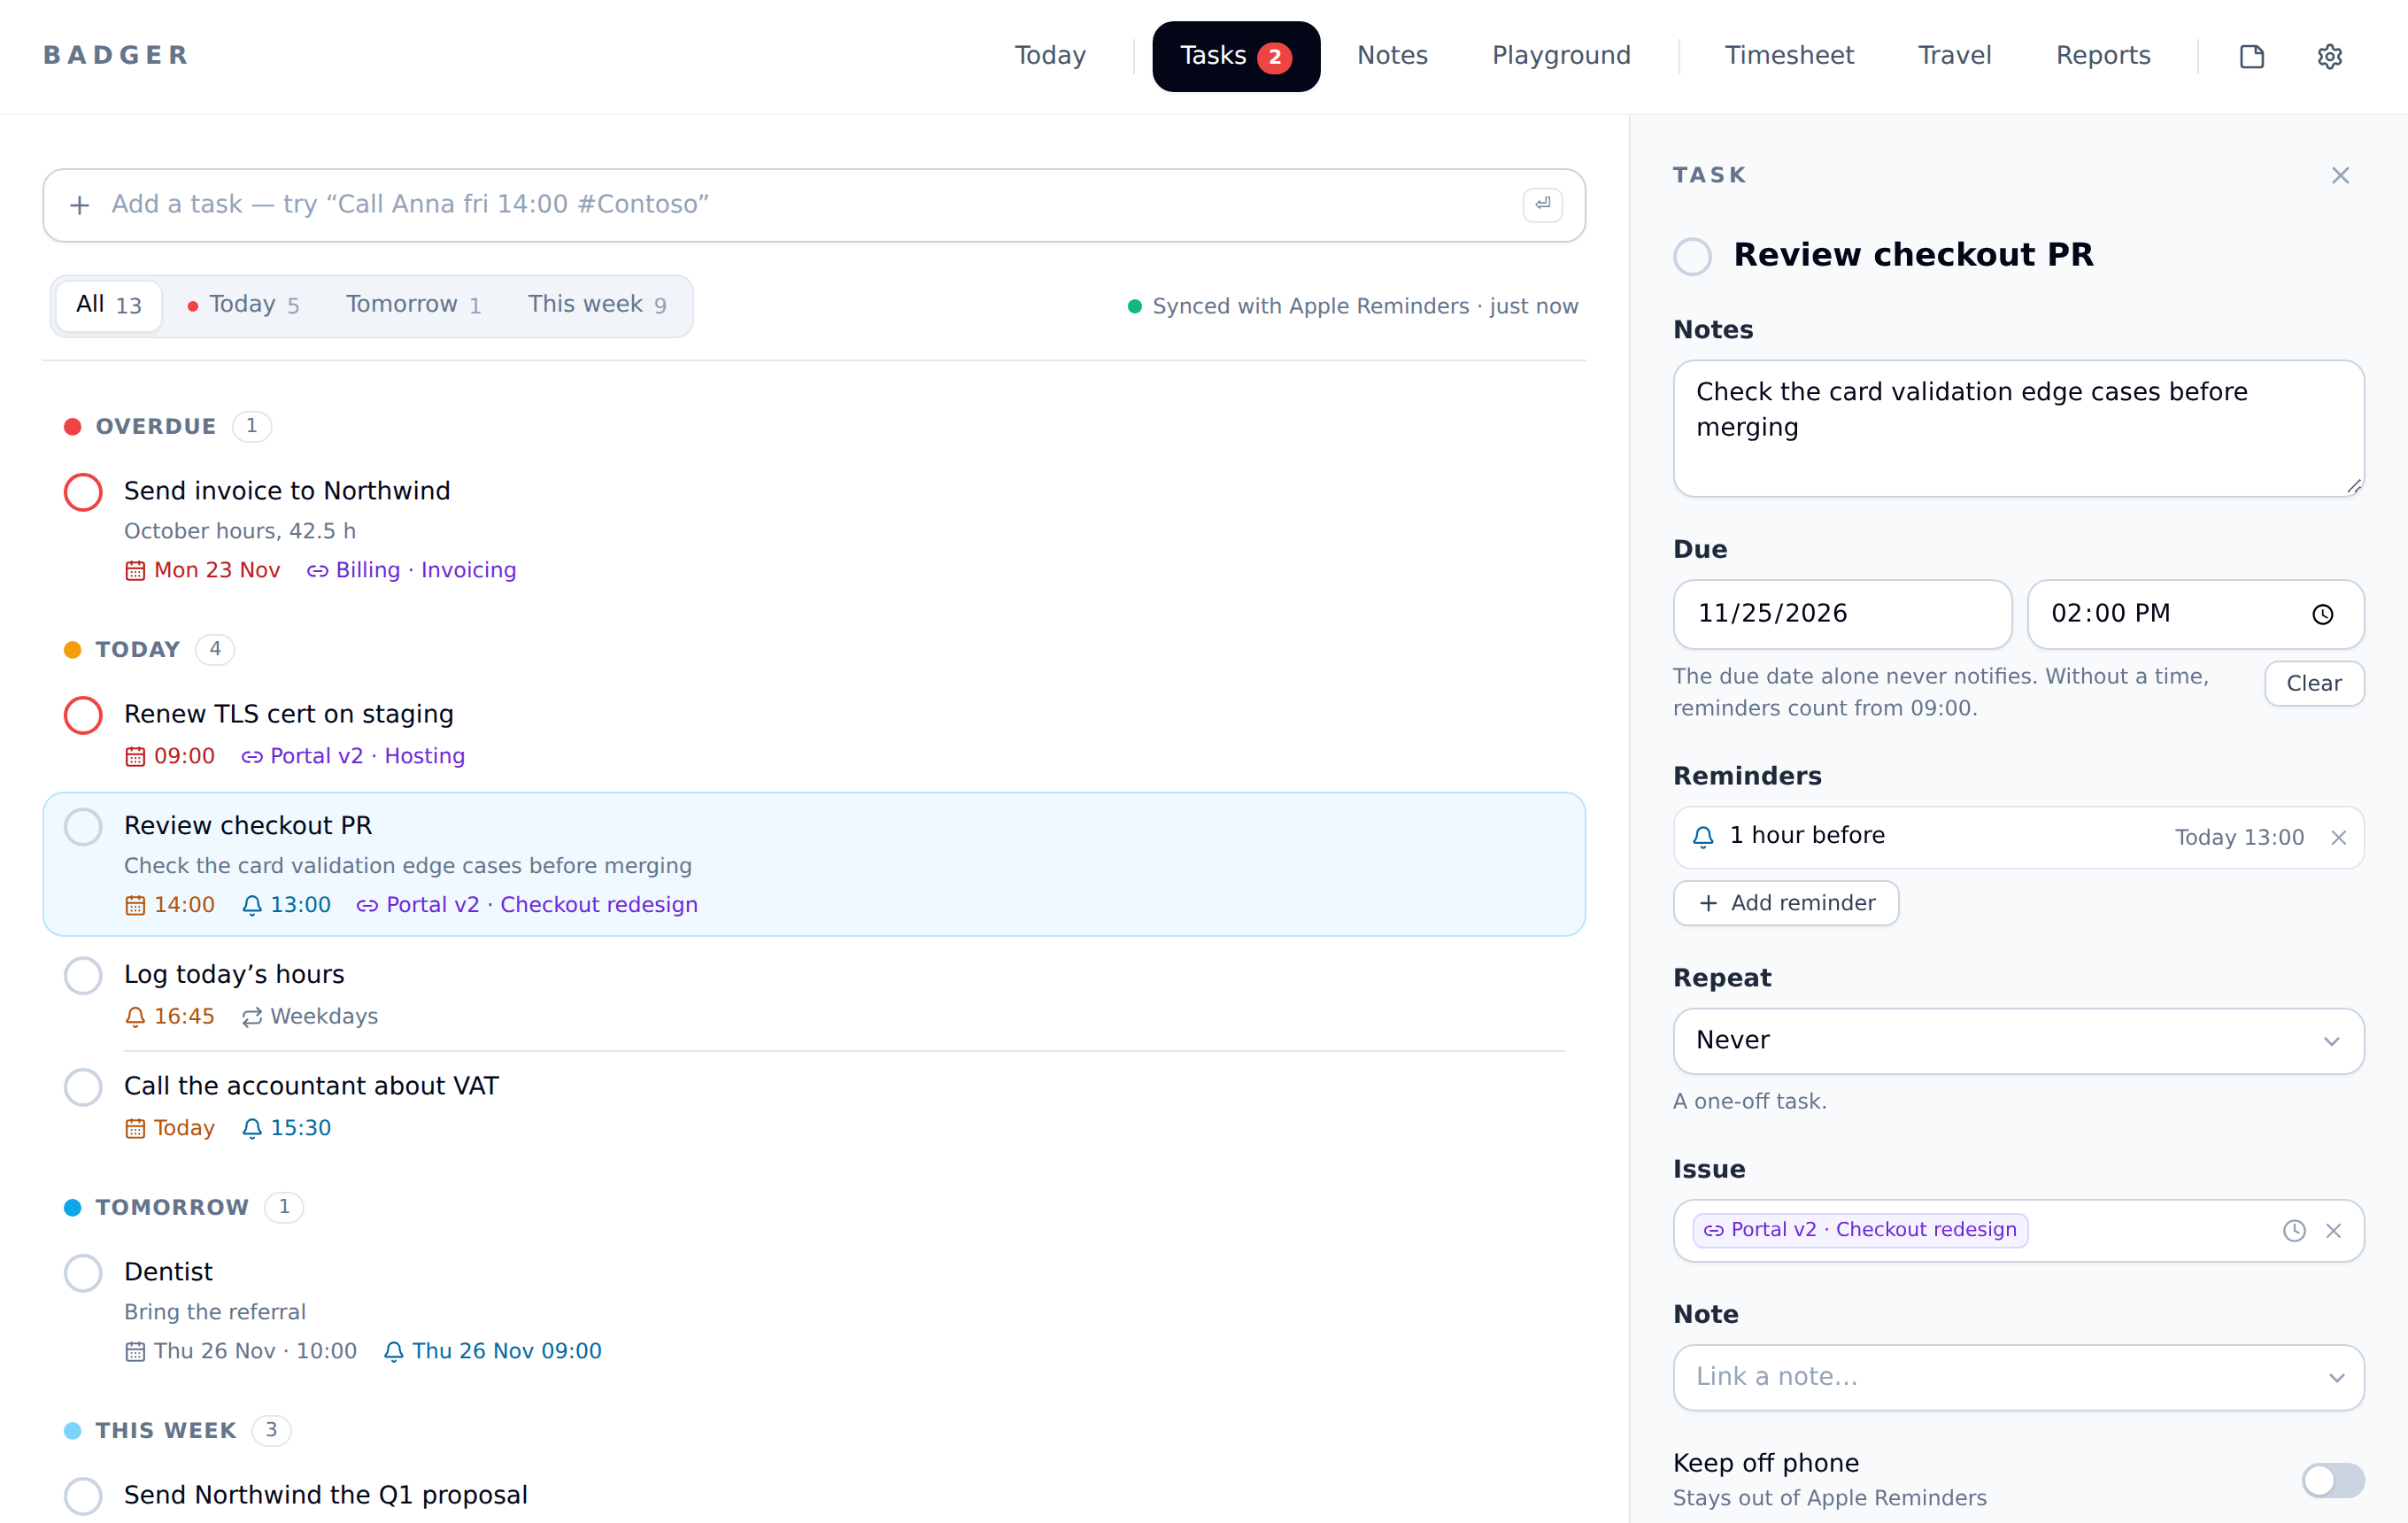 BADGER
Today
Tasks 2
Notes
Playground
Timesheet
Travel
Reports
Add a task — try “Call Anna fri 14:00 #Contoso”
⏎
All 13
Today 5
Tomorrow 1
This week 9
Synced with Apple Reminders · just now
OVERDUE 1
Send invoice to Northwind
October hours, 42.5 h
Mon 23 Nov Billing · Invoicing
TODAY 4
Renew TLS cert on staging
09:00 Portal v2 · Hosting
Review checkout PR
Check the card validation edge cases before merging
14:00 13:00 Portal v2 · Checkout redesign
Log today’s hours
16:45 Weekdays
Call the accountant about VAT
Today 15:30
TOMORROW 1
Dentist
Bring the referral
Thu 26 Nov · 10:00 Thu 26 Nov 09:00
THIS WEEK 3
Send Northwind the Q1 proposal
TASK
Review checkout PR
Notes
Check the card validation edge cases before
merging
Due
11/25/2026
02:00 PM
The due date alone never notifies. Without a time,
reminders count from 09:00.
Clear
Reminders
1 hour before Today 13:00
Add reminder
Repeat
Never
A one-off task.
Issue
Portal v2 · Checkout redesign
Note
Link a note...
Keep off phone
Stays out of Apple Reminders